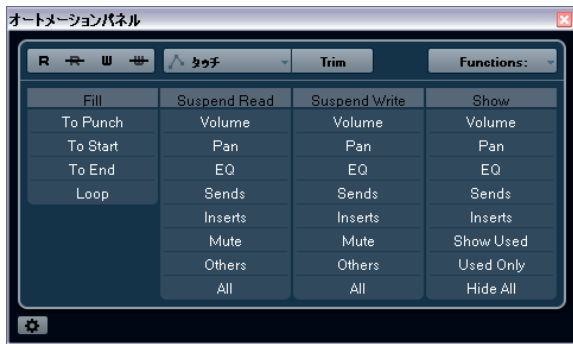 オートメーションパネル
R R W W タッチ Trim Functions:
Fill Suspend Read Suspend Write Show
To Punch Volume Volume Volume
To Start Pan Pan Pan
To End EQ EQ EQ
Loop Sends Sends Sends
Inserts Inserts Inserts
Mute Mute Show Used
Others Others Used Only
All All Hide All